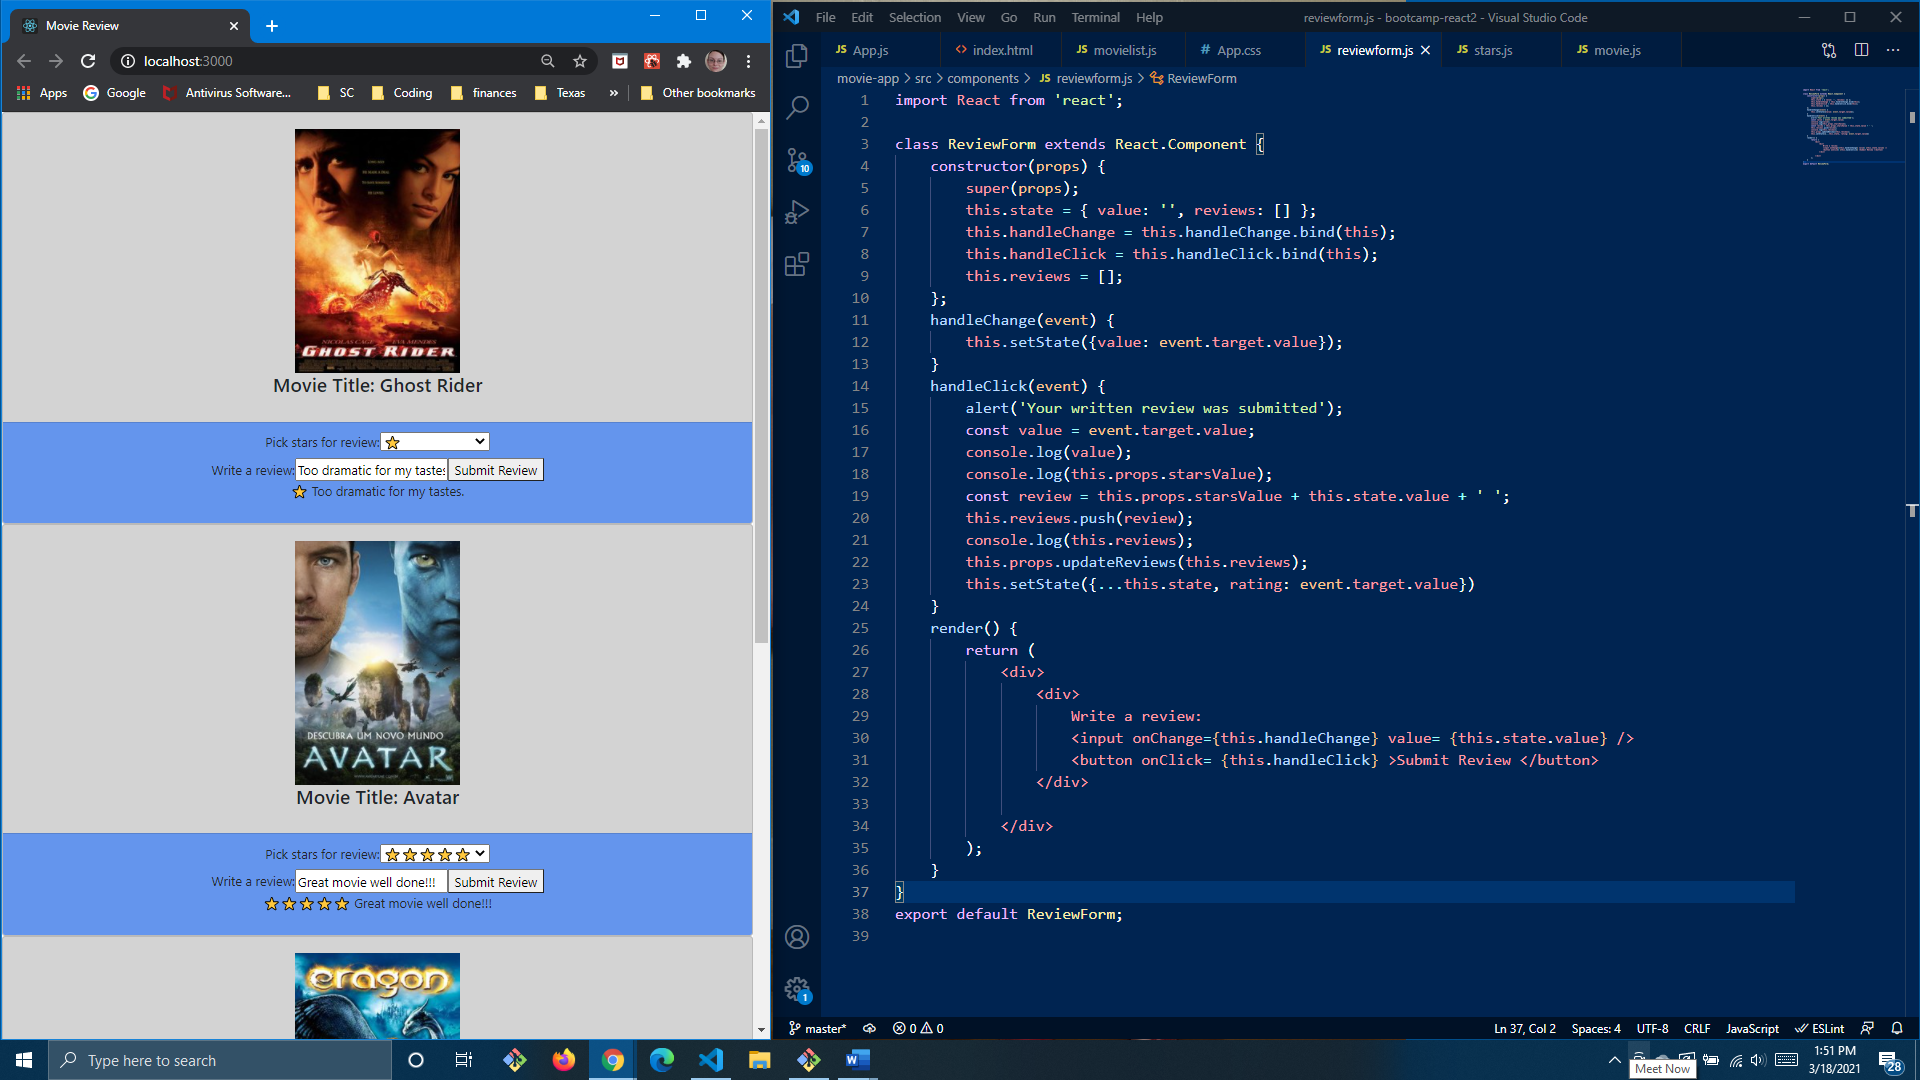 Movie Review
localhost:3000
Apps
Google
Antivirus Software...
SC
Coding
finances
Texas
»
Other bookmarks
NICOLAS CAGE EVA MENDES
GHOST RIDER
Movie Title: Ghost Rider
Pick stars for review: ⭐
Write a review: Too dramatic for my tastes Submit Review
⭐ Too dramatic for my tastes.
DESCUBRA UM NOVO MUNDO
AVATAR
Movie Title: Avatar
Pick stars for review: ⭐⭐⭐⭐⭐
Write a review: Great movie well done!!! Submit Review
⭐⭐⭐⭐⭐ Great movie well done!!!
eragon
File Edit Selection View Go Run Terminal Help
reviewform.js - bootcamp-react2 - Visual Studio Code
JS App.js
<> index.html
JS movielist.js
# App.css
JS reviewform.js
JS stars.js
JS movie.js
movie-app > src > components > JS reviewform.js > ReviewForm
10
1
1 import React from 'react';
2
3 class ReviewForm extends React.Component {
4 constructor(props) {
5 super(props);
6 this.state = { value: '', reviews: [] };
7 this.handleChange = this.handleChange.bind(this);
8 this.handleClick = this.handleClick.bind(this);
9 this.reviews = [];
10 };
11 handleChange(event) {
12 this.setState({value: event.target.value});
13 }
14 handleClick(event) {
15 alert('Your written review was submitted');
16 const value = event.target.value;
17 console.log(value);
18 console.log(this.props.starsValue);
19 const review = this.props.starsValue + this.state.value + ' ';
20 this.reviews.push(review);
21 console.log(this.reviews);
22 this.props.updateReviews(this.reviews);
23 this.setState({...this.state, rating: event.target.value})
24 }
25 render() {
26 return (
27 <div>
28 <div>
29 Write a review:
30 <input onChange={this.handleChange} value= {this.state.value} />
31 <button onClick= {this.handleClick} >Submit Review </button>
32 </div>
33
34 </div>
35 );
36 }
37 }
38 export default ReviewForm;
39
master* 0 0
Ln 37, Col 2 Spaces: 4 UTF-8 CRLF JavaScript ESLint
Type here to search
Meet Now
1:51 PM
3/18/2021
28